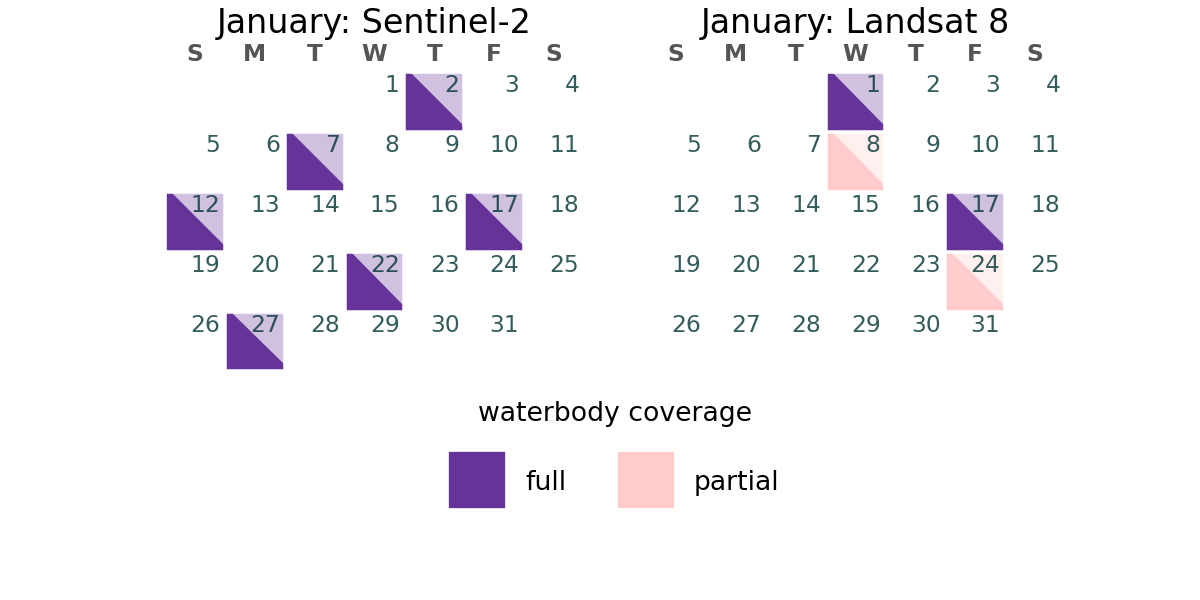 January: Sentinel-2
S M T W T F S
1 2 3 4
5 6 7 8 9 10 11
12 13 14 15 16 17 18
19 20 21 22 23 24 25
26 27 28 29 30 31
January: Landsat 8
S M T W T F S
1 2 3 4
5 6 7 8 9 10 11
12 13 14 15 16 17 18
19 20 21 22 23 24 25
26 27 28 29 30 31
waterbody coverage
full partial